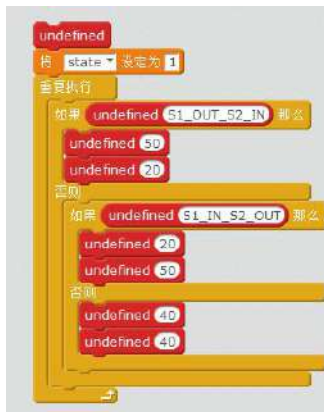 undefined
将 state 设定为 1
重复执行
如果 undefined S1_OUT_S2_IN 那么
undefined 50
undefined 20
否则
如果 undefined S1_IN_S2_OUT 那么
undefined 20
undefined 50
否则
undefined 40
undefined 40